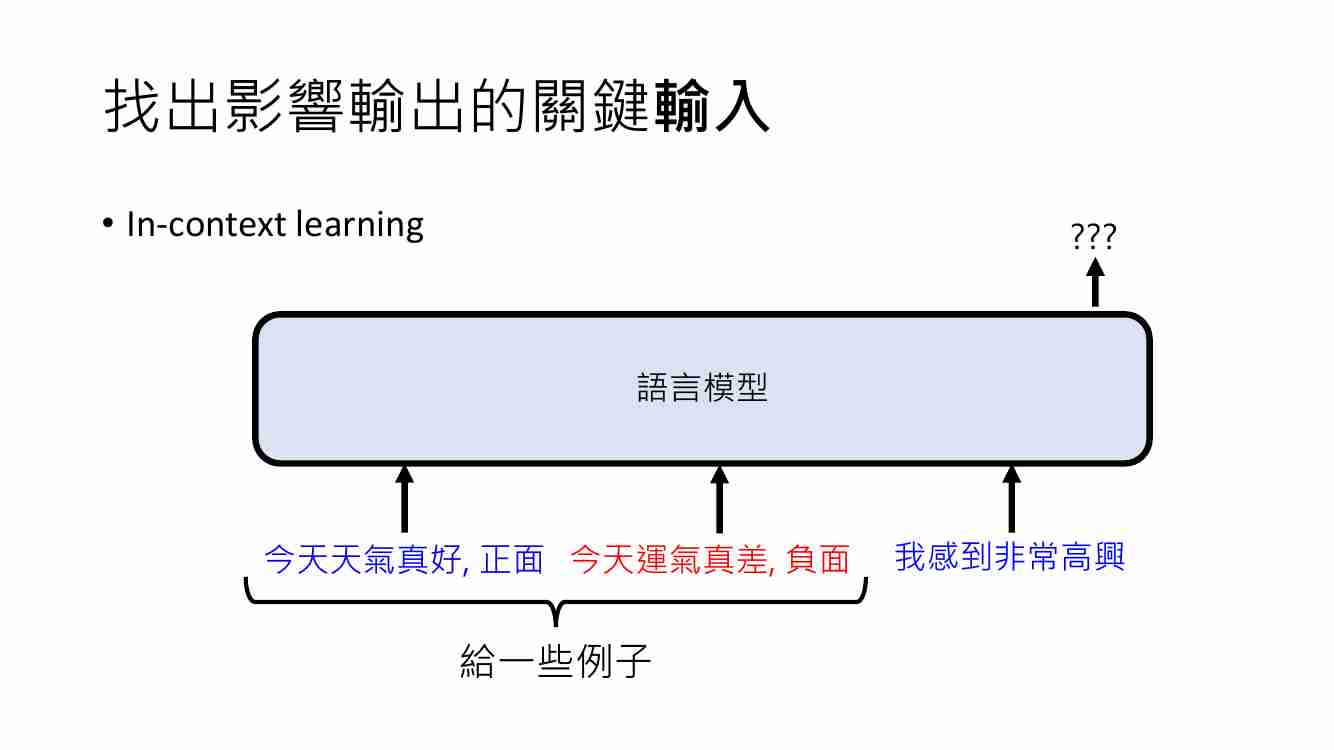 找出影響輸出的關鍵輸入
• In-context learning
???
語言模型
今天天氣真好, 正面 今天運氣真差, 負面 我感到非常高興
給一些例子